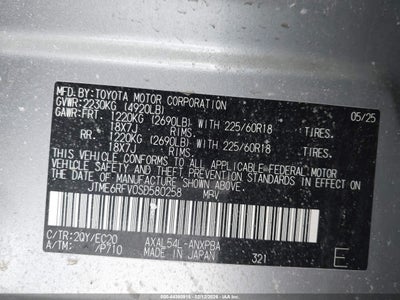 MFD.BY:TOYOTA MOTOR CORPORATION 05/25
GVWR:2230KG (4920LB)
GAWR:FRT 1220KG (2690LB) WITH 225/60R18 TIRES.
18X7J RIMS.
RR 1220KG (2690LB) WITH 225/60R18 TIRES.
18X7J RIMS.
THIS VEHICLE CONFORMS TO ALL APPLICABLE FEDERAL MOTOR
VEHICLE SAFETY AND BUMPER STANDARDS IN EFFECT ON
THE DATE OF MANUFACTURE SHOWN ABOVE.
JTME6RFV0SD580258 MPV
C/TR:2QY/EC20 AXAL54L-ANXPBA
A/TM: /P710 MADE IN JAPAN 321
E